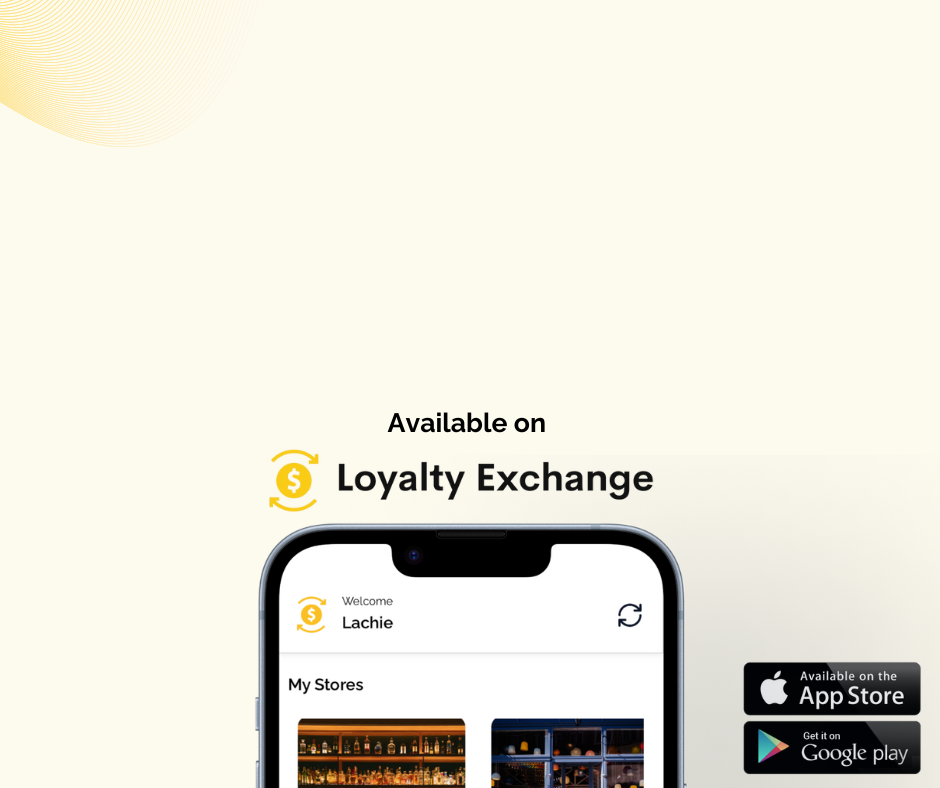 Available on
Loyalty Exchange
Welcome
Lachie
My Stores
Available on the
App Store
Get it on
Google play